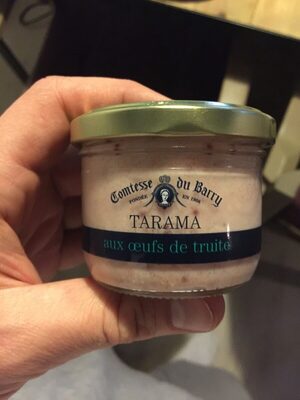 Comtesse du Barry
FONDÉE EN 1908
TARAMA
aux œufs de truite